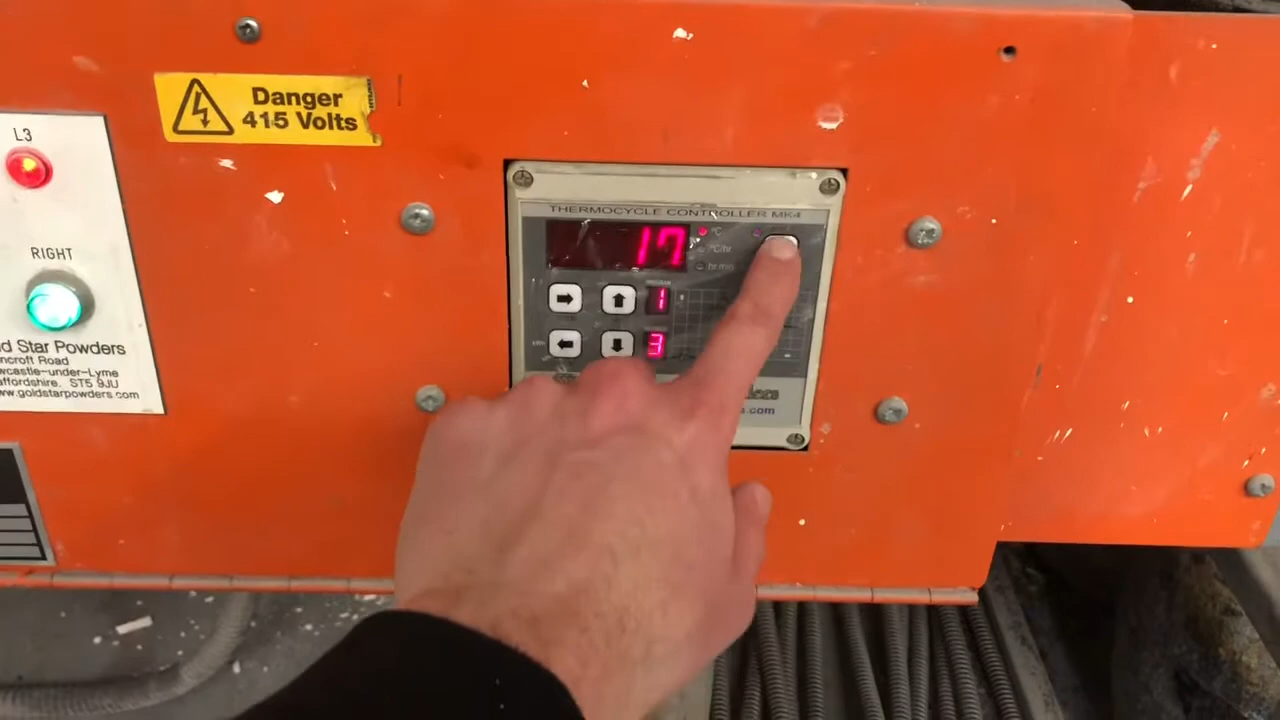 Danger
415 Volts
L3
RIGHT
d Star Powders
ncroft Road
wcastle-under-Lyme
affordshire. ST5 9JU
www.goldstarpowders.com
THERMOCYCLE CONTROLLER MK4
17
°C
°C/hr
hr.min
1
3
s.com